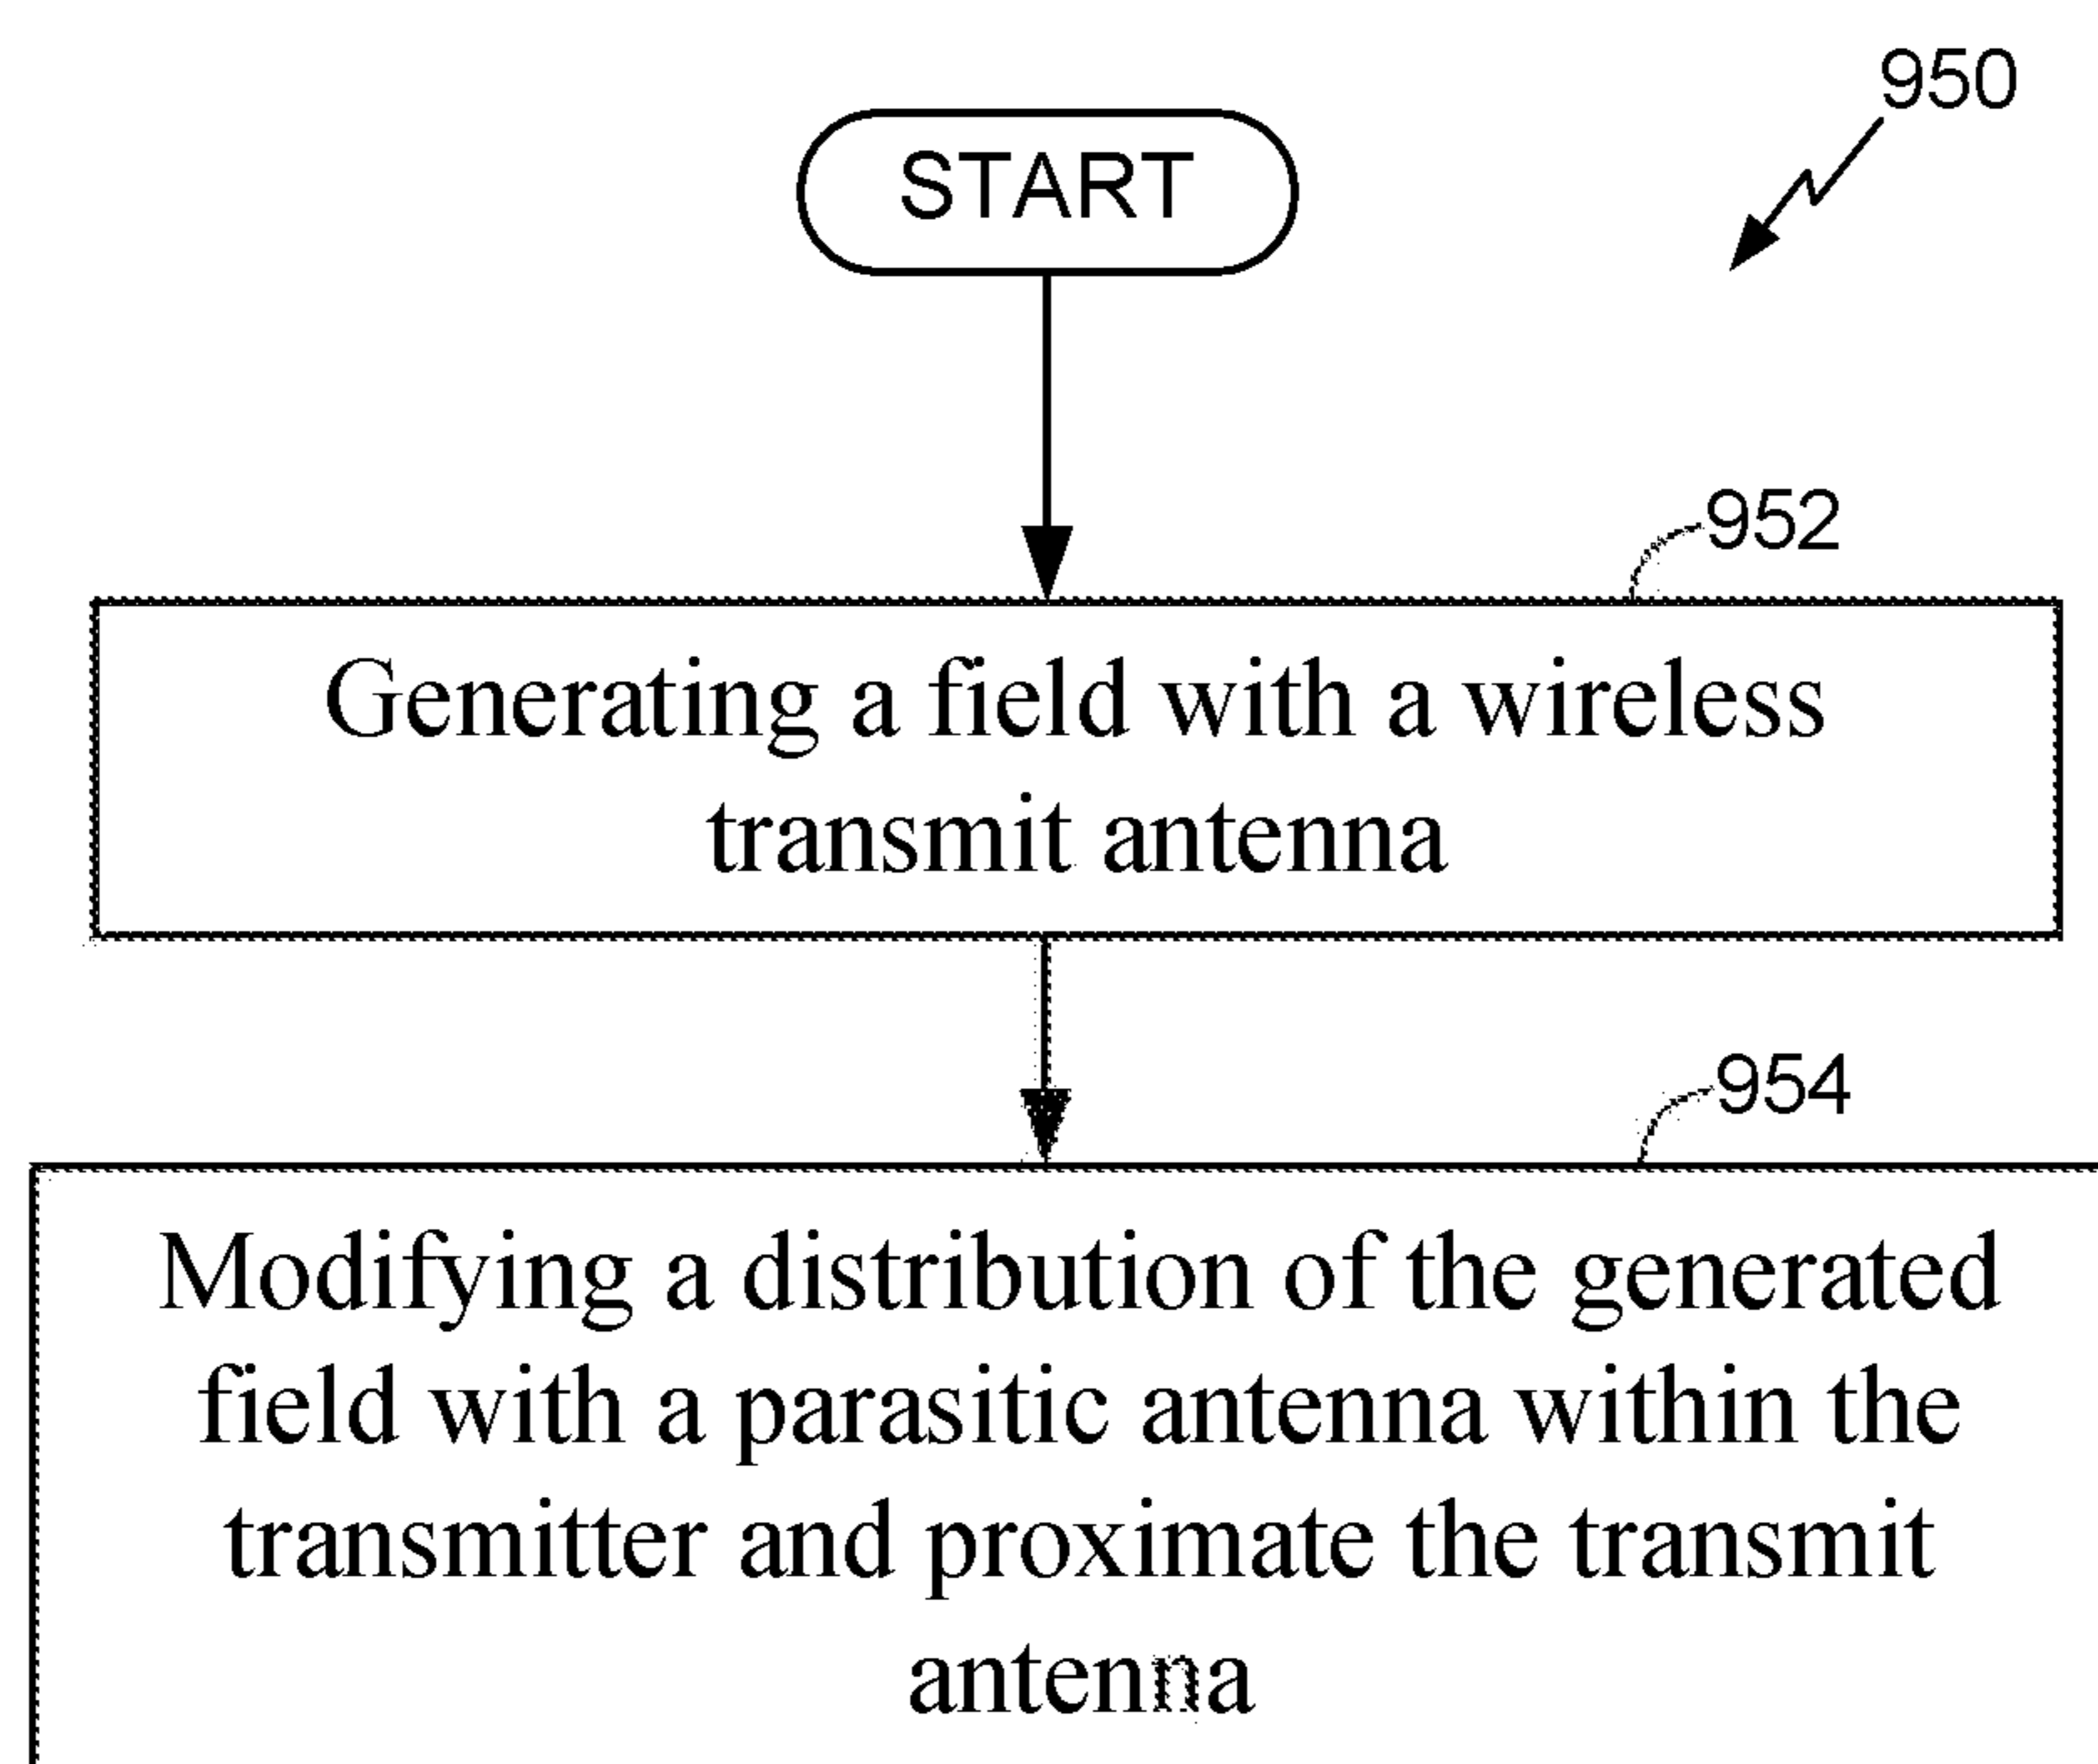 950
START
952
Generating a field with a wireless
transmit antenna
954
Modifying a distribution of the generated
field with a parasitic antenna within the
transmitter and proximate the transmit
antenna